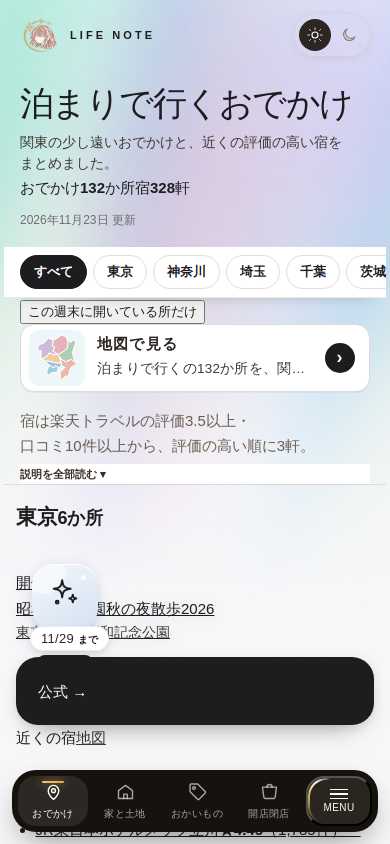 LIFE NOTE
泊まりで行くおでかけ
関東の少し遠いおでかけと、近くの評価の高い宿を
まとめました。
おでかけ132か所宿328軒
2026年11月23日 更新
すべて
東京
神奈川
埼玉
千葉
茨城
この週末に開いている所だけ
地図で見る
泊まりで行くの132か所を、関…
›
宿は楽天トラベルの評価3.5以上・
口コミ10件以上から、評価の高い順に3軒。
説明を全部読む ▾
東京6か所
開
昭
園秋の夜散歩2026
東
和記念公園
11/29 まで
公式 →
近くの宿地図
おでかけ
家と土地
おかいもの
開店閉店
MENU